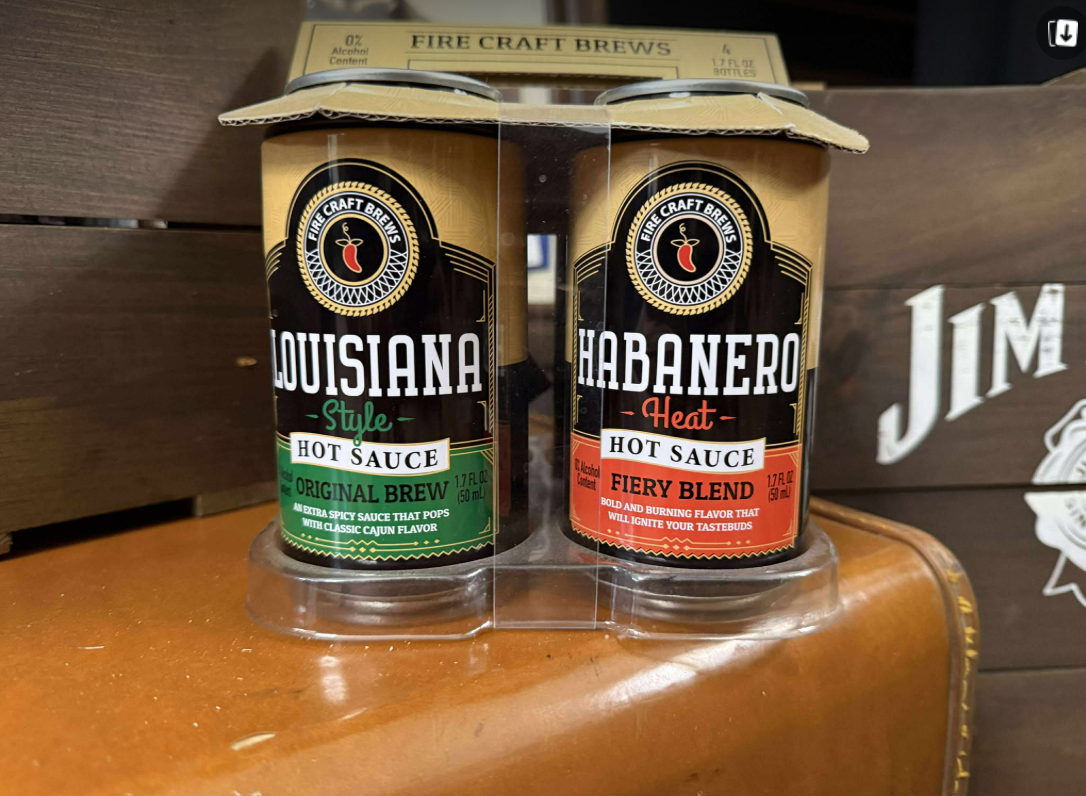 0%
Alcohol
Content
FIRE CRAFT BREWS
4
1.7 FL OZ
BOTTLES
FIRE CRAFT BREWS
LOUISIANA
-Style-
HOT SAUCE
ORIGINAL BREW
1.7 FL OZ
(50 mL)
AN EXTRA SPICY SAUCE THAT POPS
WITH CLASSIC CAJUN FLAVOR
FIRE CRAFT BREWS
HABANERO
-Heat-
HOT SAUCE
0% Alcohol
Content
FIERY BLEND
1.7 FL OZ
(50 mL)
BOLD AND BURNING FLAVOR THAT
WILL IGNITE YOUR TASTEBUDS
JIM